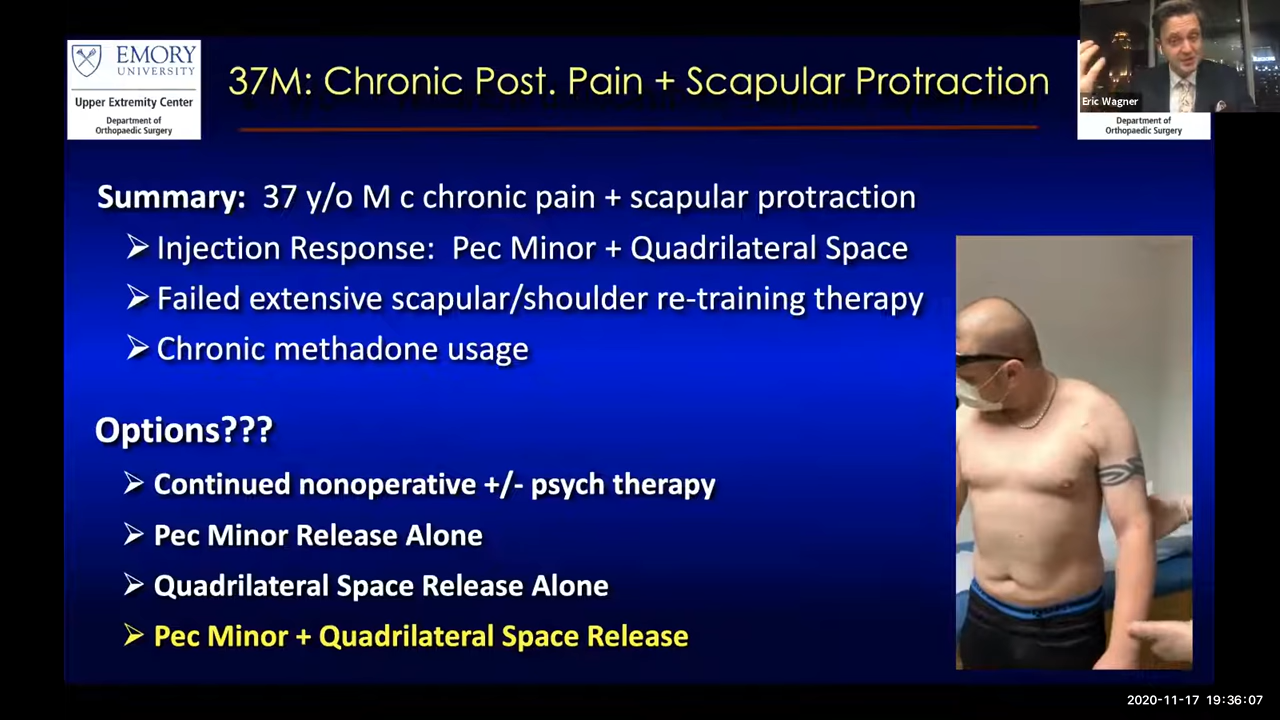 EMORY
UNIVERSITY
Upper Extremity Center
Department of
Orthopaedic Surgery
37M: Chronic Post. Pain + Scapular Protraction
Eric Wagner
Department of
Orthopaedic Surgery
Summary: 37 y/o M c chronic pain + scapular protraction
➢ Injection Response: Pec Minor + Quadrilateral Space
➢ Failed extensive scapular/shoulder re-training therapy
➢ Chronic methadone usage
Options???
➢ Continued nonoperative +/- psych therapy
➢ Pec Minor Release Alone
➢ Quadrilateral Space Release Alone
➢ Pec Minor + Quadrilateral Space Release
2020-11-17 19:36:07